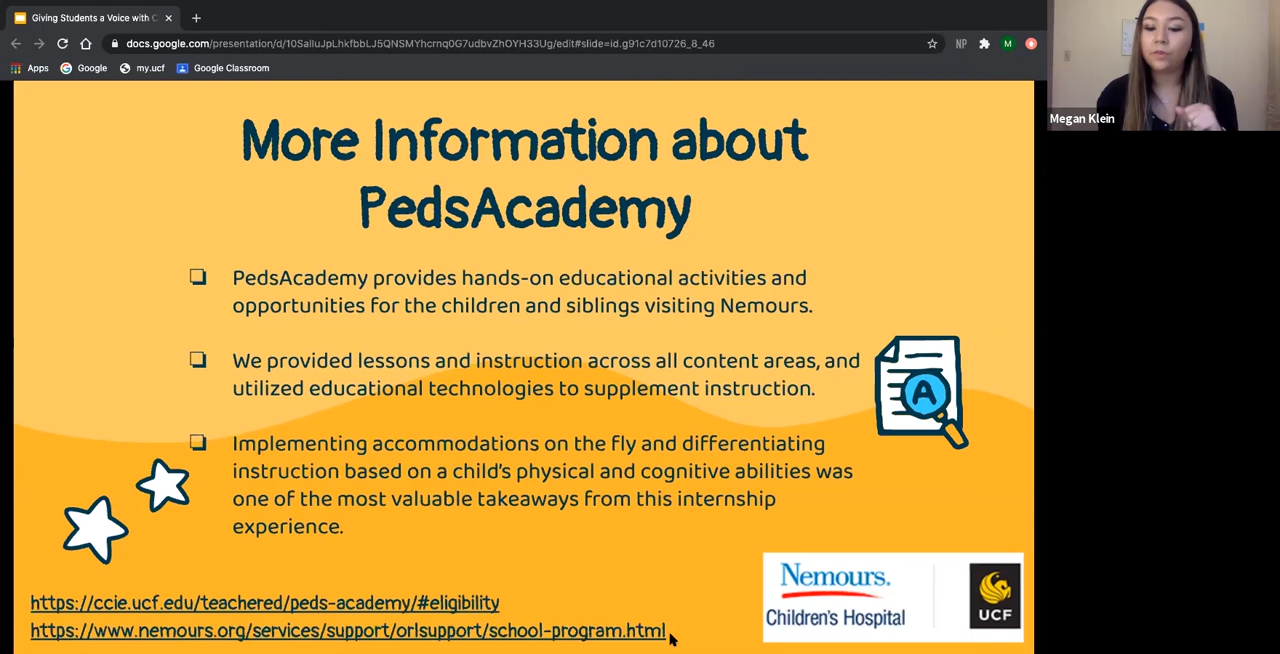 Giving Students a Voice with C
docs.google.com/presentation/d/10SalluJpLhkfbbLJ5QNSMYhcrnq0G7udbvZhOYH33Ug/edit#slide=id.g91c7d10726_8_46
NP
M
Apps
Google
my.ucf
Google Classroom
Megan Klein
More Information about
PedsAcademy
PedsAcademy provides hands-on educational activities and
opportunities for the children and siblings visiting Nemours.
We provided lessons and instruction across all content areas, and
utilized educational technologies to supplement instruction.
A
Implementing accommodations on the fly and differentiating
instruction based on a child's physical and cognitive abilities was
one of the most valuable takeaways from this internship
experience.
https://ccie.ucf.edu/teachered/peds-academy/#eligibility
https://www.nemours.org/services/support/orlsupport/school-program.html
Nemours.
Children's Hospital
UCF